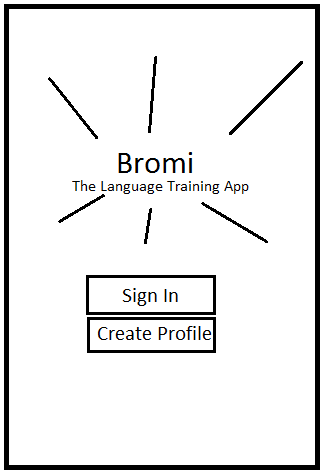 Bromi
The Language Training App
Sign In
Create Profile